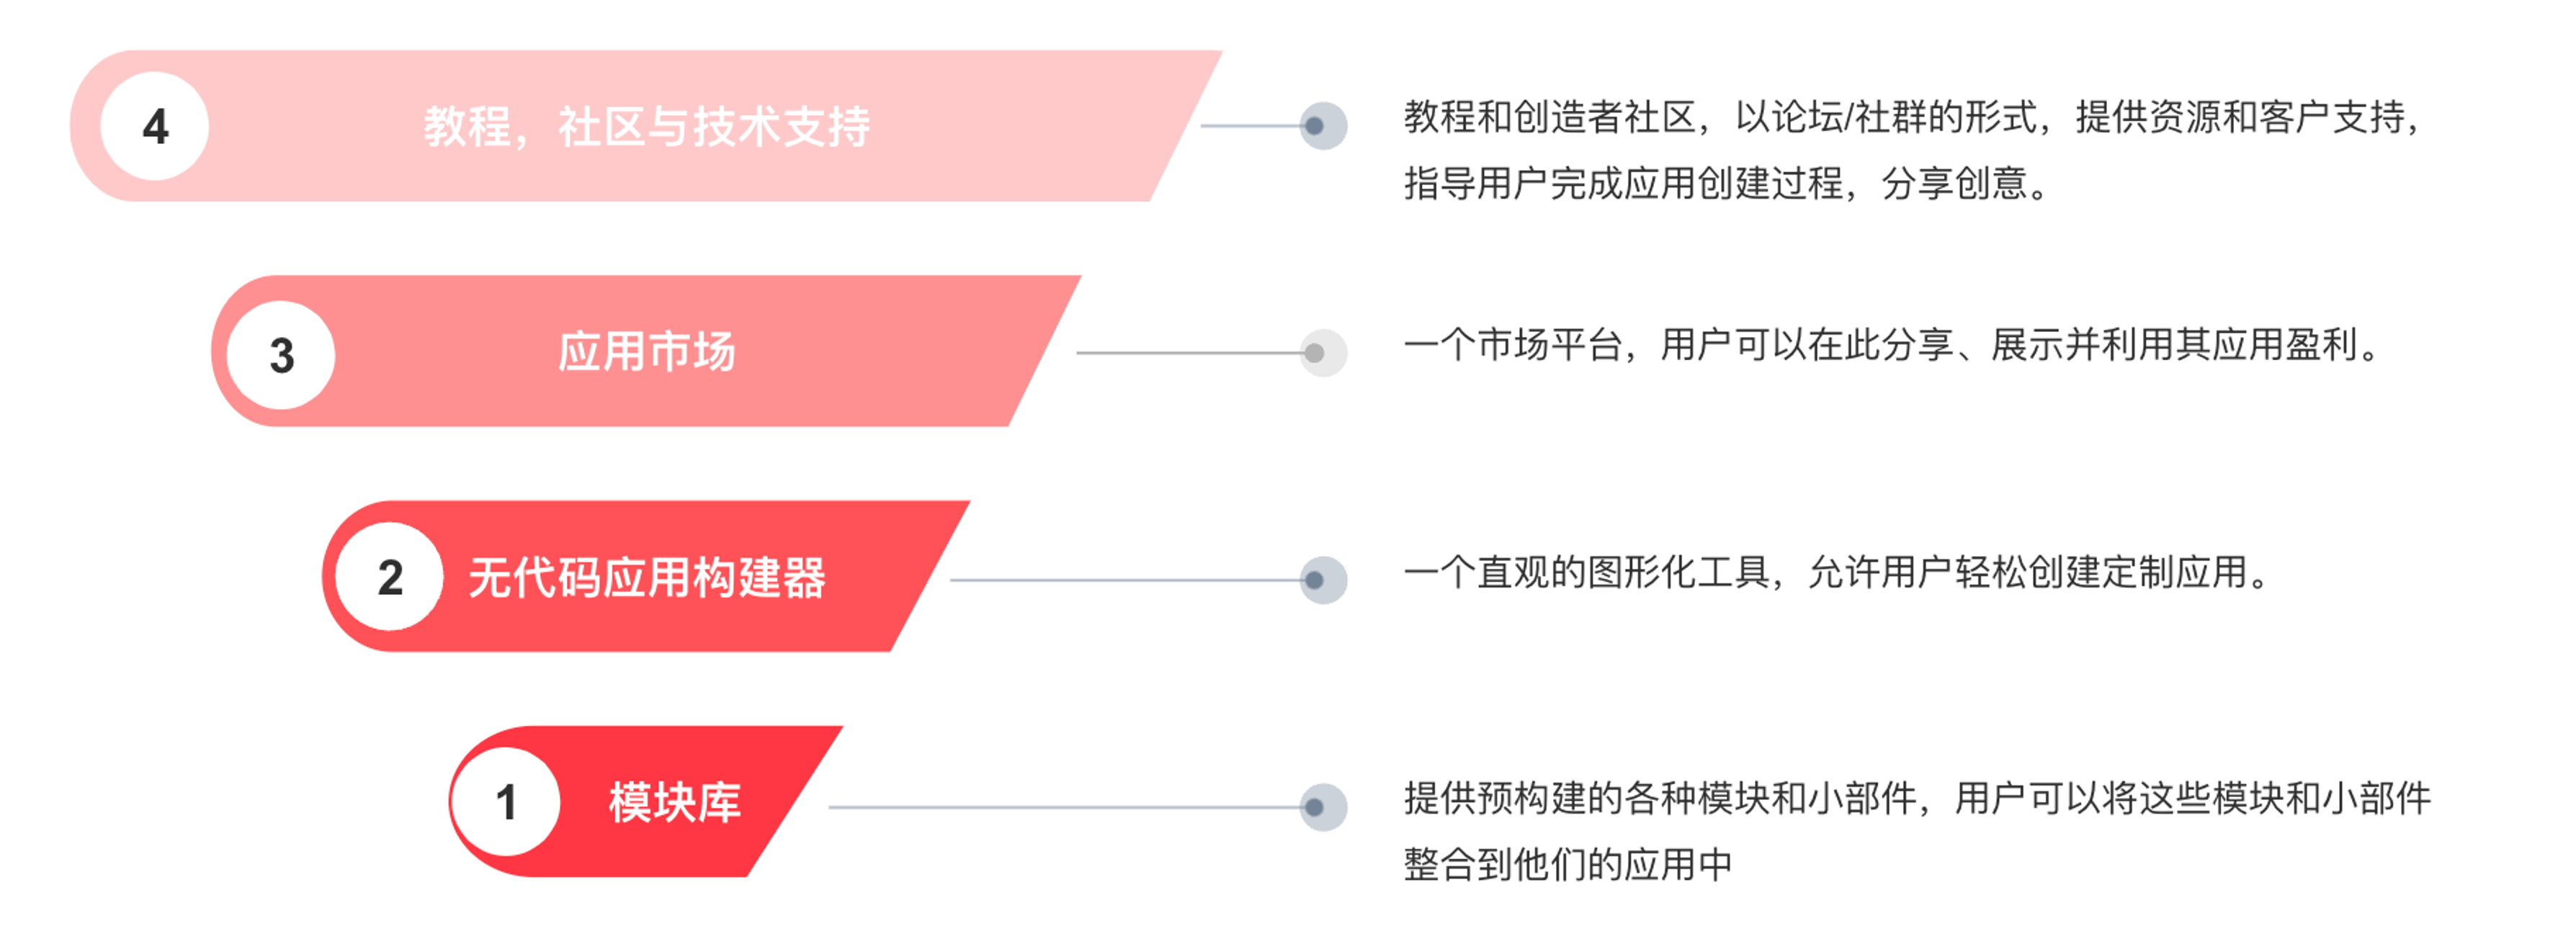 4
教程，社区与技术支持
教程和创造者社区，以论坛/社群的形式，提供资源和客户支持，
指导用户完成应用创建过程，分享创意。
3
应用市场
一个市场平台，用户可以在此分享、展示并利用其应用盈利。
2
无代码应用构建器
一个直观的图形化工具，允许用户轻松创建定制应用。
1
模块库
提供预构建的各种模块和小部件，用户可以将这些模块和小部件
整合到他们的应用中